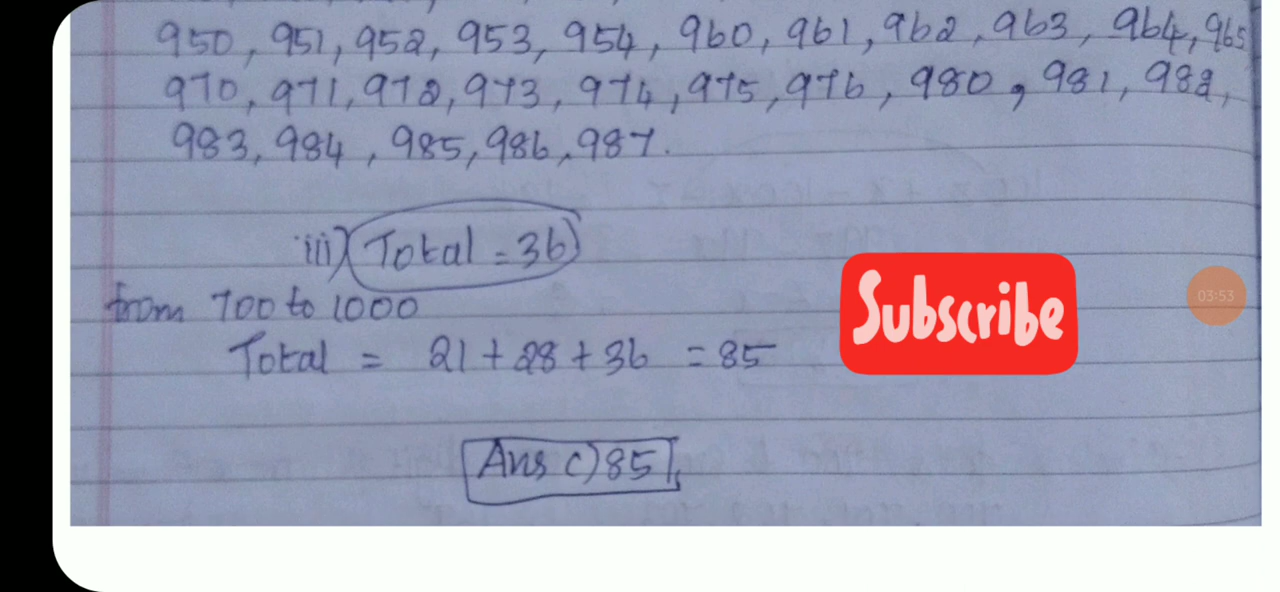 950, 951, 952, 953, 954, 960, 961, 962, 963, 964, 965
970, 971, 972, 973, 974, 975, 976, 980, 981, 982,
983, 984, 985, 986, 987.
iii) Total = 36
from 700 to 1000
Total = 21 + 28 + 36 = 85
Ans c) 85
Subscribe
03:53